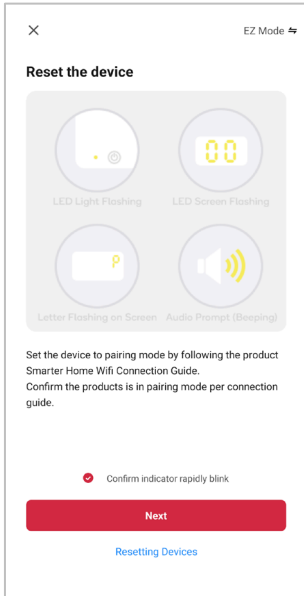 EZ Mode ⇋
Reset the device
00
LED Light Flashing
LED Screen Flashing
P
Letter Flashing on Screen
Audio Prompt (Beeping)
Set the device to pairing mode by following the product
Smarter Home Wifi Connection Guide.
Confirm the products is in pairing mode per connection
guide.
Confirm indicator rapidly blink
Next
Resetting Devices